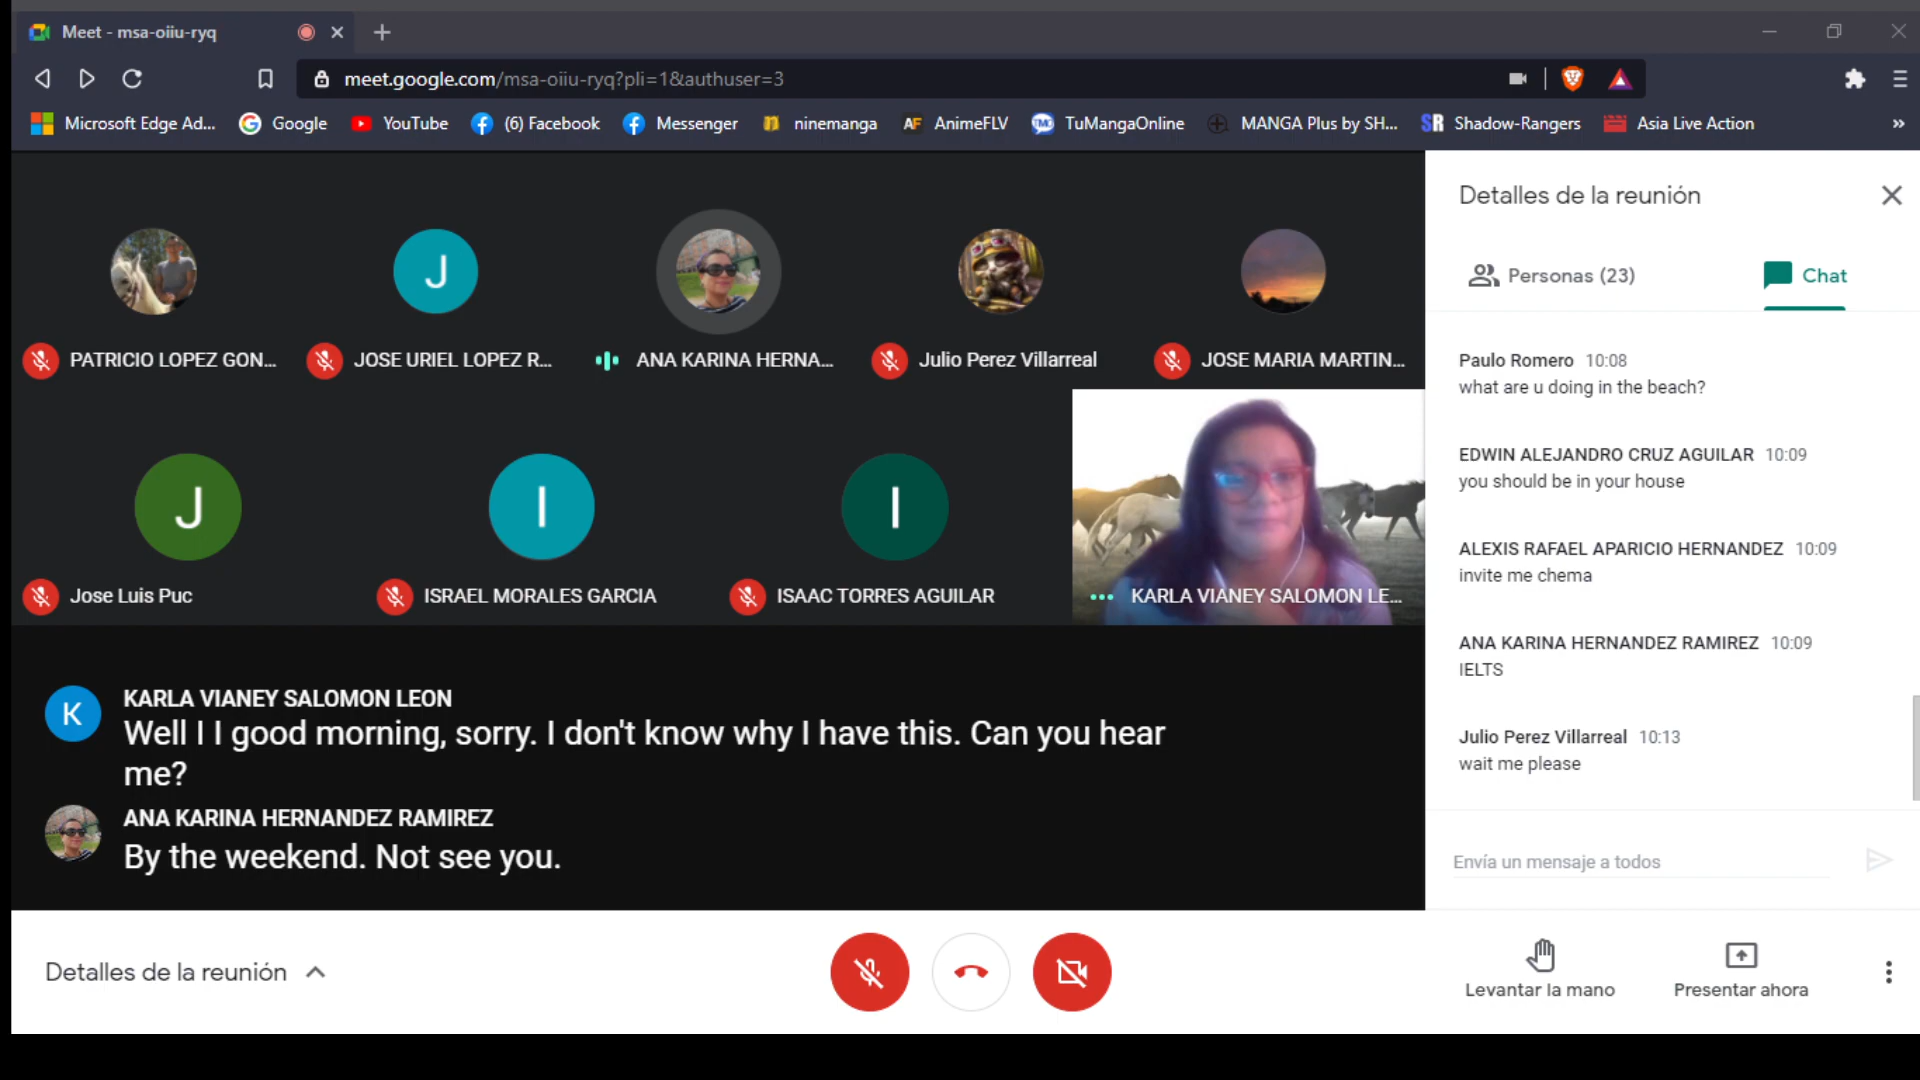 Meet - msa-oiiu-ryq
meet.google.com/msa-oiiu-ryq?pli=1&authuser=3
Microsoft Edge Ad...
Google
YouTube
(6) Facebook
Messenger
ninemanga
AF AnimeFLV
TMO TuMangaOnline
MANGA Plus by SH...
SR Shadow-Rangers
Asia Live Action
»
J
PATRICIO LOPEZ GON...
JOSE URIEL LOPEZ R...
ANA KARINA HERNA...
Julio Perez Villarreal
JOSE MARIA MARTIN...
J
I
I
Jose Luis Puc
ISRAEL MORALES GARCIA
ISAAC TORRES AGUILAR
KARLA VIANEY SALOMON LE...
K
KARLA VIANEY SALOMON LEON
Well I I good morning, sorry. I don't know why I have this. Can you hear
me?
ANA KARINA HERNANDEZ RAMIREZ
By the weekend. Not see you.
Detalles de la reunión
Personas (23)
Chat
Paulo Romero 10:08
what are u doing in the beach?
EDWIN ALEJANDRO CRUZ AGUILAR 10:09
you should be in your house
ALEXIS RAFAEL APARICIO HERNANDEZ 10:09
invite me chema
ANA KARINA HERNANDEZ RAMIREZ 10:09
IELTS
Julio Perez Villarreal 10:13
wait me please
Envía un mensaje a todos
Detalles de la reunión
Levantar la mano
Presentar ahora